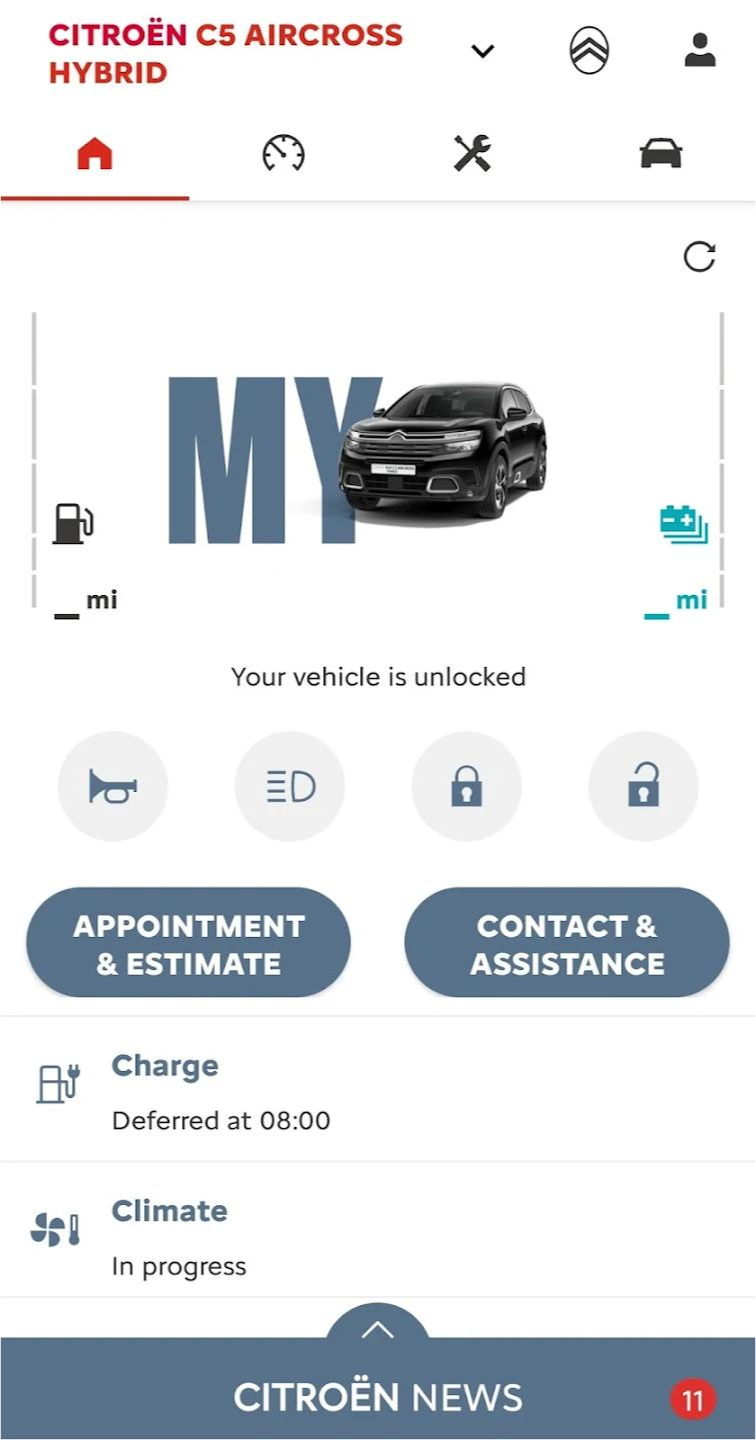 CITROËN C5 AIRCROSS
HYBRID
MY
_ mi
_ mi
Your vehicle is unlocked
APPOINTMENT
& ESTIMATE
CONTACT &
ASSISTANCE
Charge
Deferred at 08:00
Climate
In progress
CITROËN NEWS
11